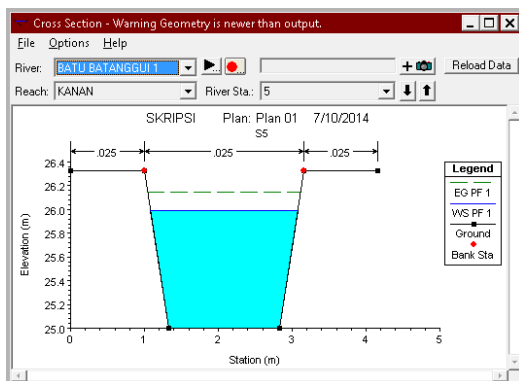 Cross Section - Warning Geometry is newer than output.
File Options Help
River: BATU BATANGGUI 1 Reload Data
Reach: KANAN River Sta.: 5
SKRIPSI Plan: Plan 01 7/10/2014
S5
.025 .025 .025
Legend
EG PF 1
WS PF 1
Ground
Bank Sta
Elevation (m)
26.4
26.2
26.0
25.8
25.6
25.4
25.2
25.0
0 1 2 3 4 5
Station (m)